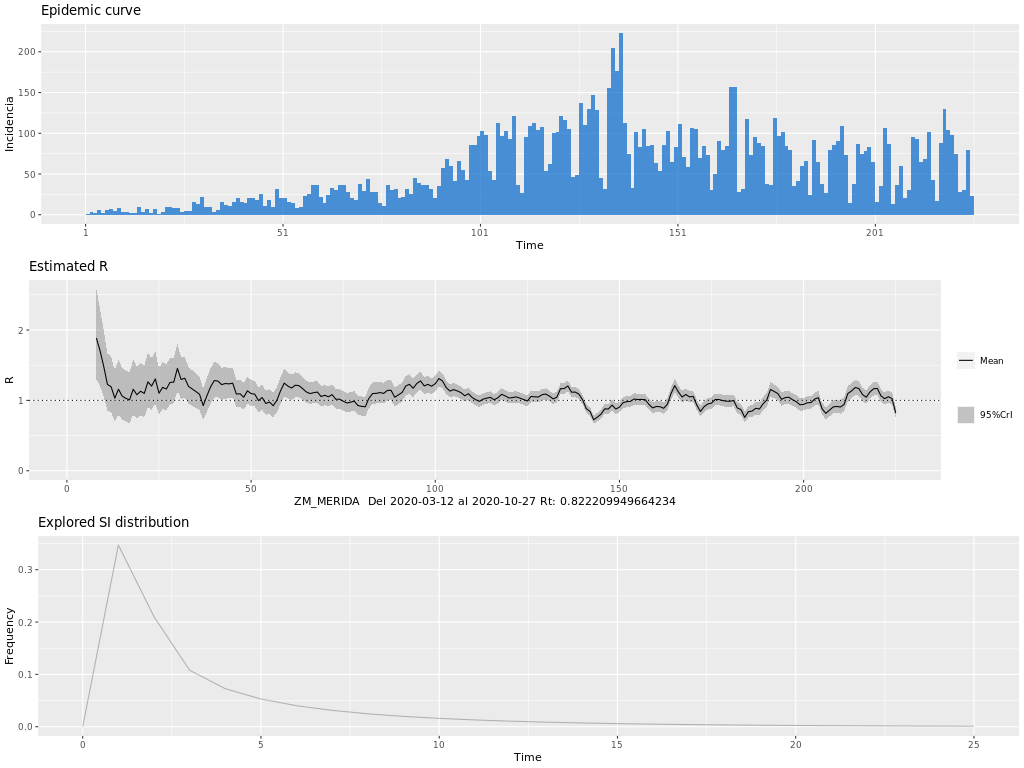 Epidemic curve
200
150
100
50
0
Incidencia
1
51
101
151
201
Time
Estimated R
2
1
0
R
0
50
100
150
200
ZM_MERIDA  Del 2020-03-12 al 2020-10-27 Rt: 0.822209949664234
Mean
95%CrI
Explored SI distribution
0.3
0.2
0.1
0.0
Frequency
0
5
10
15
20
25
Time